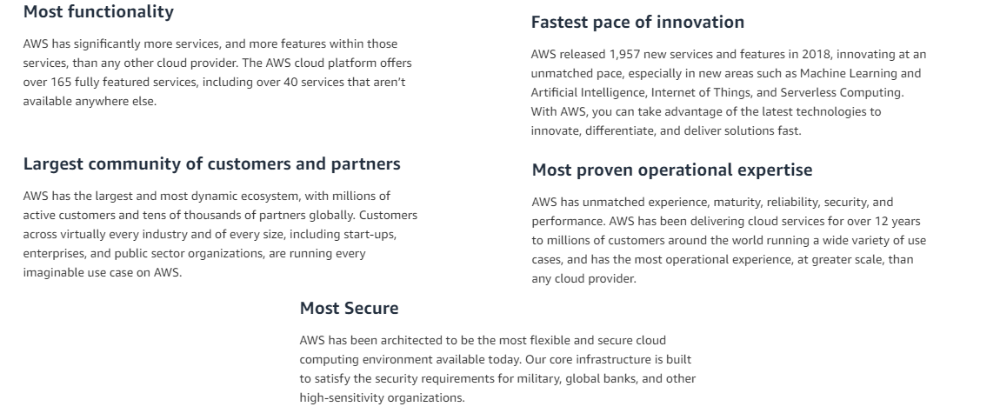 Most functionality
AWS has significantly more services, and more features within those
services, than any other cloud provider. The AWS cloud platform offers
over 165 fully featured services, including over 40 services that aren't
available anywhere else.
Fastest pace of innovation
AWS released 1,957 new services and features in 2018, innovating at an
unmatched pace, especially in new areas such as Machine Learning and
Artificial Intelligence, Internet of Things, and Serverless Computing.
With AWS, you can take advantage of the latest technologies to
innovate, differentiate, and deliver solutions fast.
Largest community of customers and partners
AWS has the largest and most dynamic ecosystem, with millions of
active customers and tens of thousands of partners globally. Customers
across virtually every industry and of every size, including start-ups,
enterprises, and public sector organizations, are running every
imaginable use case on AWS.
Most proven operational expertise
AWS has unmatched experience, maturity, reliability, security, and
performance. AWS has been delivering cloud services for over 12 years
to millions of customers around the world running a wide variety of use
cases, and has the most operational experience, at greater scale, than
any cloud provider.
Most Secure
AWS has been architected to be the most flexible and secure cloud
computing environment available today. Our core infrastructure is built
to satisfy the security requirements for military, global banks, and other
high-sensitivity organizations.